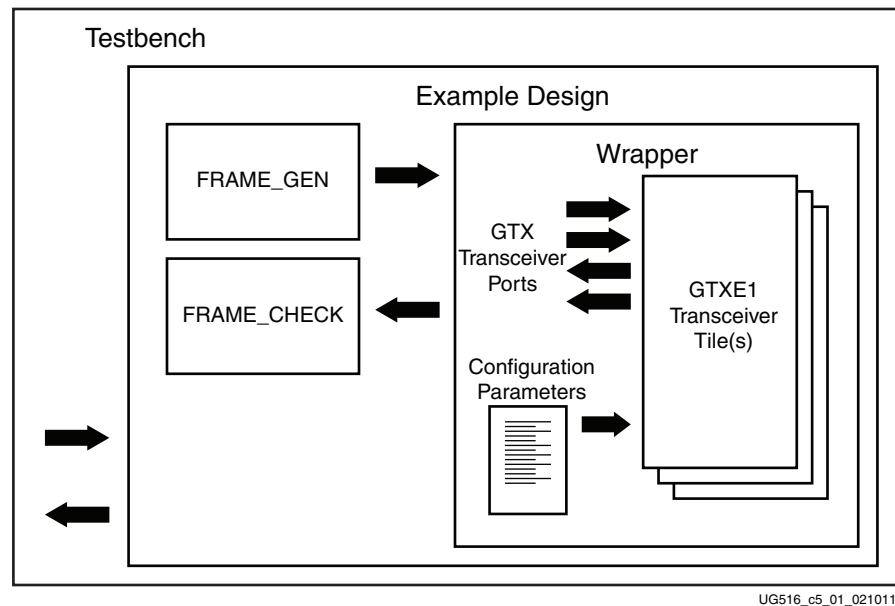 Testbench
Example Design
FRAME_GEN
FRAME_CHECK
Wrapper
GTX
Transceiver
Ports
Configuration
Parameters
GTXE1
Transceiver
Tile(s)
UG516_c5_01_021011